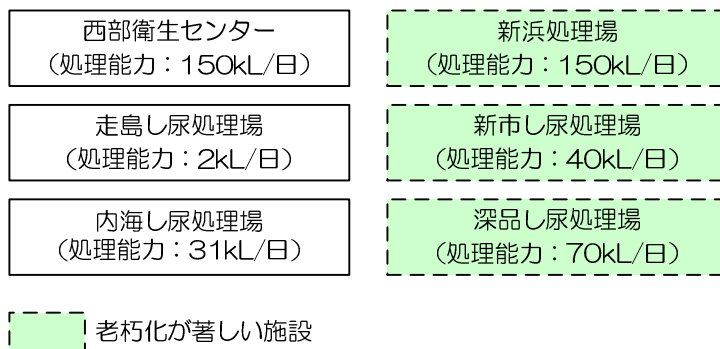 西部衛生センター
(処理能力：150kL/日)
新浜処理場
(処理能力：150kL/日)
走島し尿処理場
(処理能力：2kL/日)
新市し尿処理場
(処理能力：40kL/日)
内海し尿処理場
(処理能力：31kL/日)
深品し尿処理場
(処理能力：70kL/日)
老朽化が著しい施設